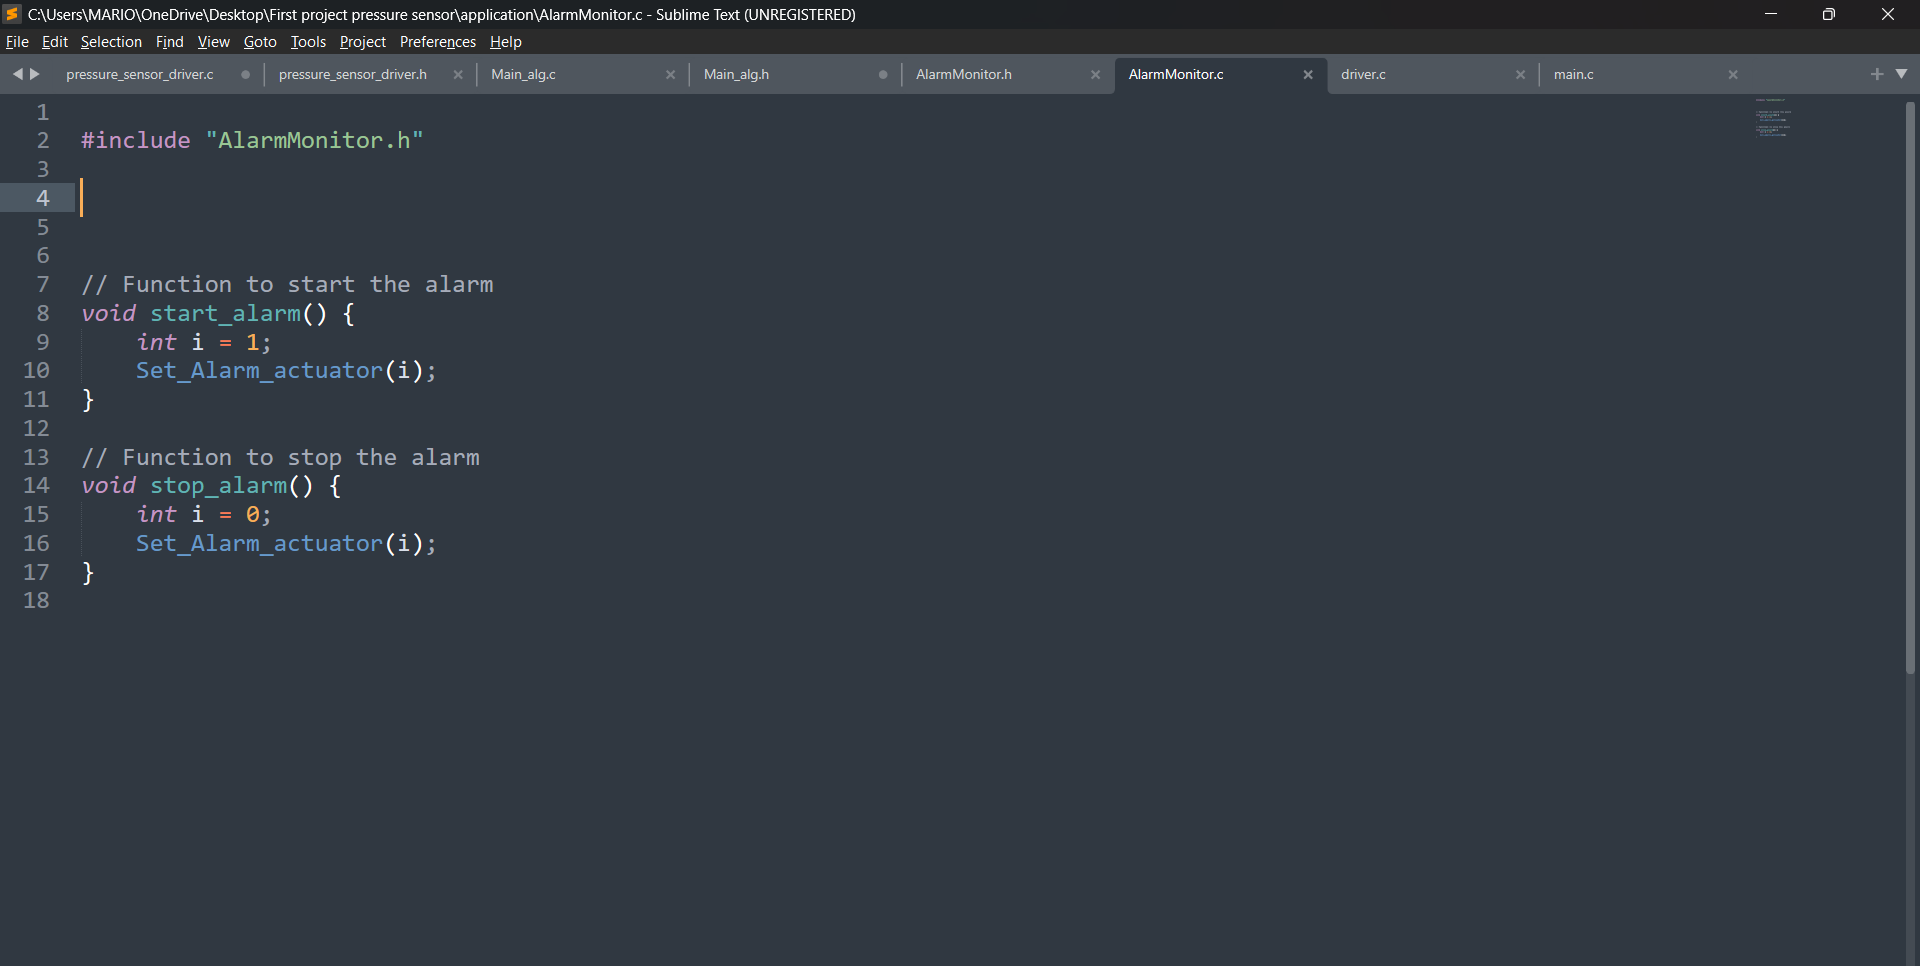 C:\Users\MARIO\OneDrive\Desktop\First project pressure sensor\application\AlarmMonitor.c - Sublime Text (UNREGISTERED)
File Edit Selection Find View Goto Tools Project Preferences Help
pressure_sensor_driver.c pressure_sensor_driver.h Main_alg.c Main_alg.h AlarmMonitor.h AlarmMonitor.c driver.c main.c
1
2 #include "AlarmMonitor.h"
3
4
5
6
7 // Function to start the alarm
8 void start_alarm() {
9 int i = 1;
10 Set_Alarm_actuator(i);
11 }
12
13 // Function to stop the alarm
14 void stop_alarm() {
15 int i = 0;
16 Set_Alarm_actuator(i);
17 }
18